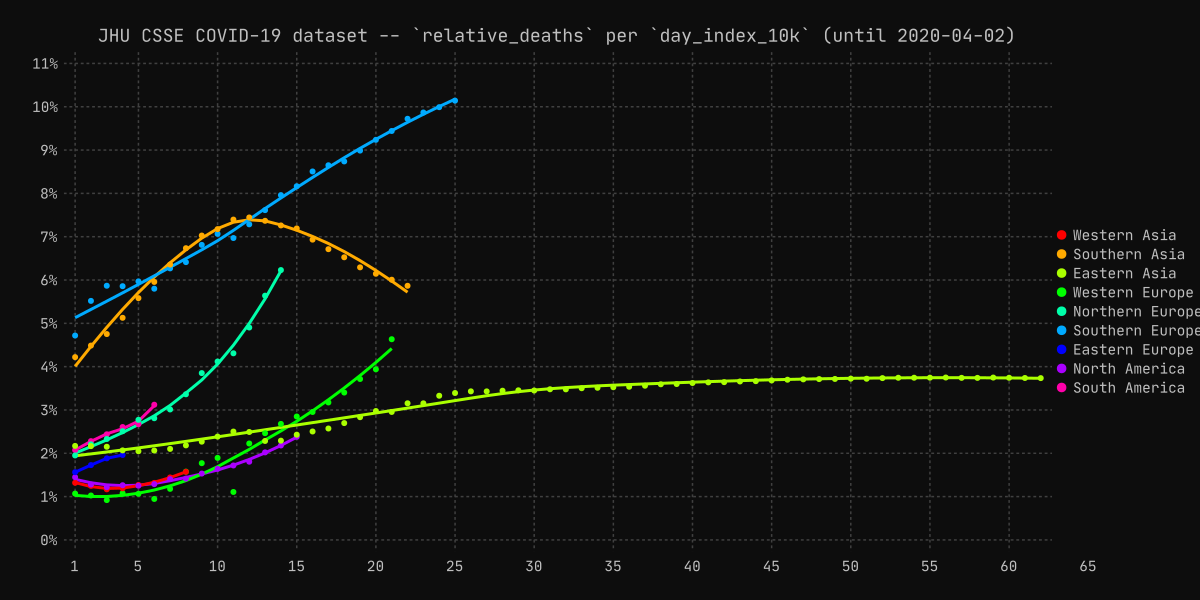 JHU CSSE COVID-19 dataset -- `relative_deaths` per `day_index_10k` (until 2020-04-02)
11%
10%
9%
8%
7%
6%
5%
4%
3%
2%
1%
0%
1 5 10 15 20 25 30 35 40 45 50 55 60 65
Western Asia
Southern Asia
Eastern Asia
Western Europe
Northern Europe
Southern Europe
Eastern Europe
North America
South America